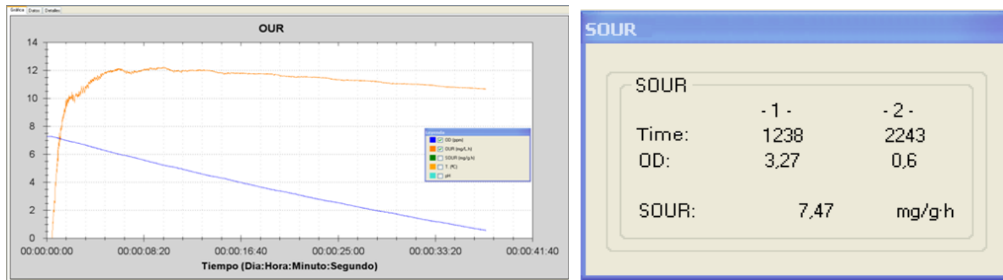 Gráfica Datos Detalles
OUR
14
12
10
8
6
4
2
0
00:00:00:00 00:00:08:20 00:00:16:40 00:00:25:00 00:00:33:20 00:00:41:40
Tiempo (Dia:Hora:Minuto:Segundo)
OD (ppm)
OUR (mg/L.h)
SOUR (mg/g.h)
T. (ºC)
pH
SOUR
SOUR
- 1 - - 2 -
Time: 1238 2243
OD: 3,27 0,6
SOUR: 7,47 mg/g·h